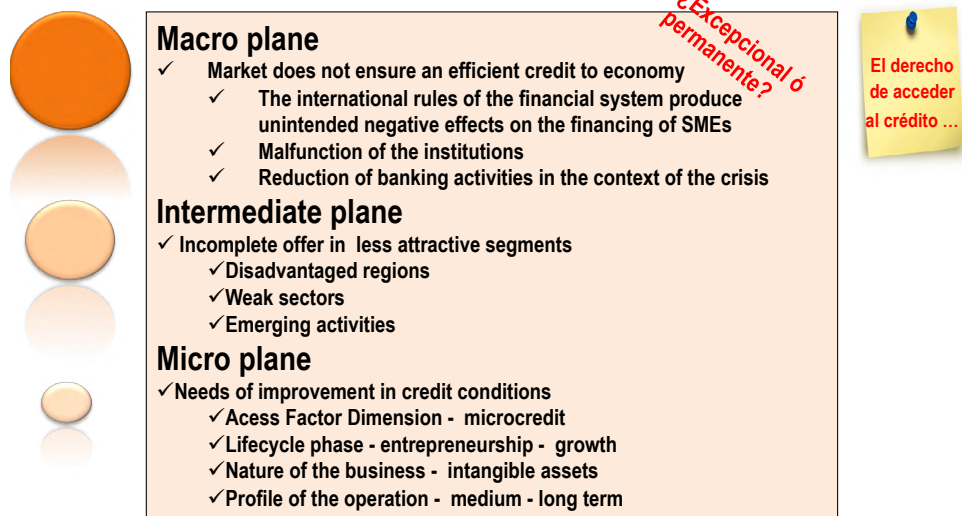 Macro plane
✓ Market does not ensure an efficient credit to economy
✓ The international rules of the financial system produce
unintended negative effects on the financing of SMEs
✓ Malfunction of the institutions
✓ Reduction of banking activities in the context of the crisis
Intermediate plane
✓ Incomplete offer in less attractive segments
✓Disadvantaged regions
✓Weak sectors
✓Emerging activities
Micro plane
✓Needs of improvement in credit conditions
✓Acess Factor Dimension - microcredit
✓Lifecycle phase - entrepreneurship - growth
✓Nature of the business - intangible assets
✓Profile of the operation - medium - long term
¿Excepcional ó
permanente?
El derecho
de acceder
al crédito …